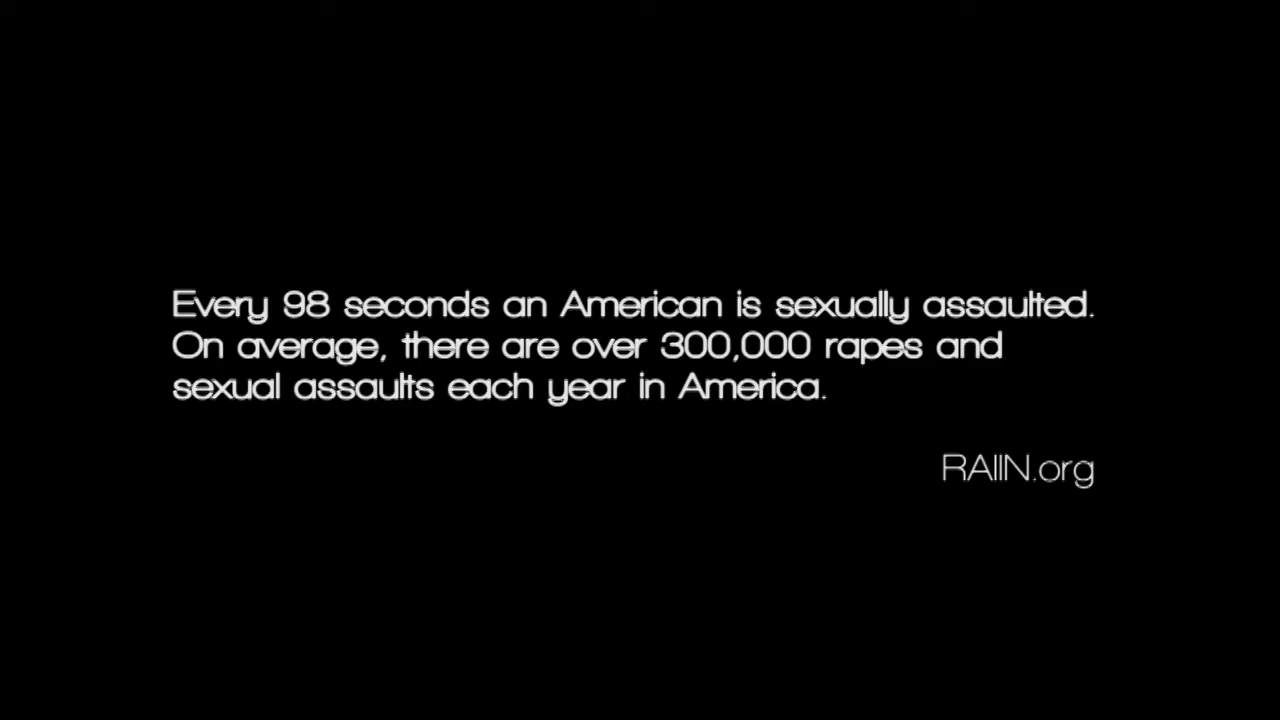 Every 98 seconds an American is sexually assaulted.
On average, there are over 300,000 rapes and
sexual assaults each year in America.
RAIIN.org